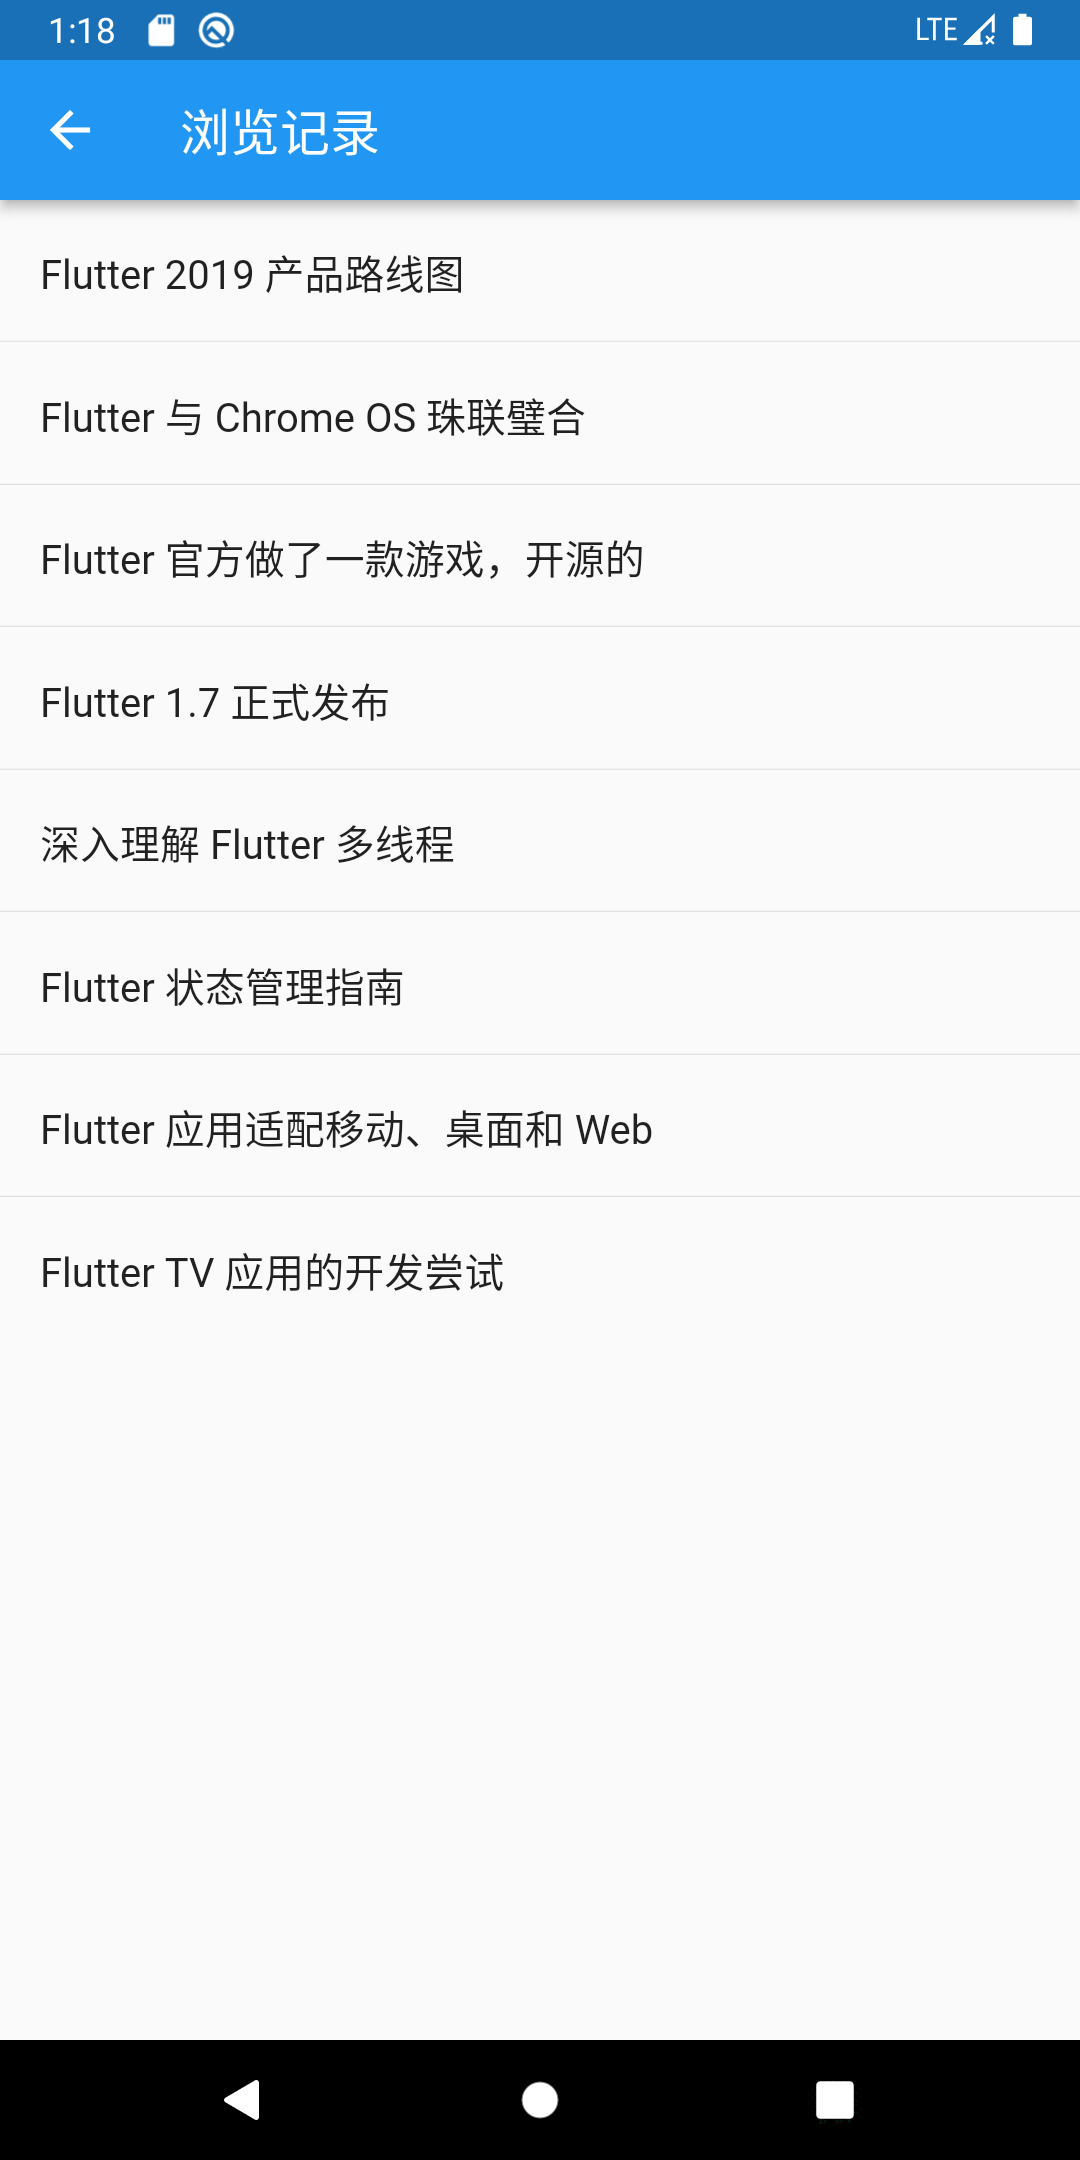 1:18
LTE
浏览记录
Flutter 2019 产品路线图
Flutter 与 Chrome OS 珠联璧合
Flutter 官方做了一款游戏，开源的
Flutter 1.7 正式发布
深入理解 Flutter 多线程
Flutter 状态管理指南
Flutter 应用适配移动、桌面和 Web
Flutter TV 应用的开发尝试